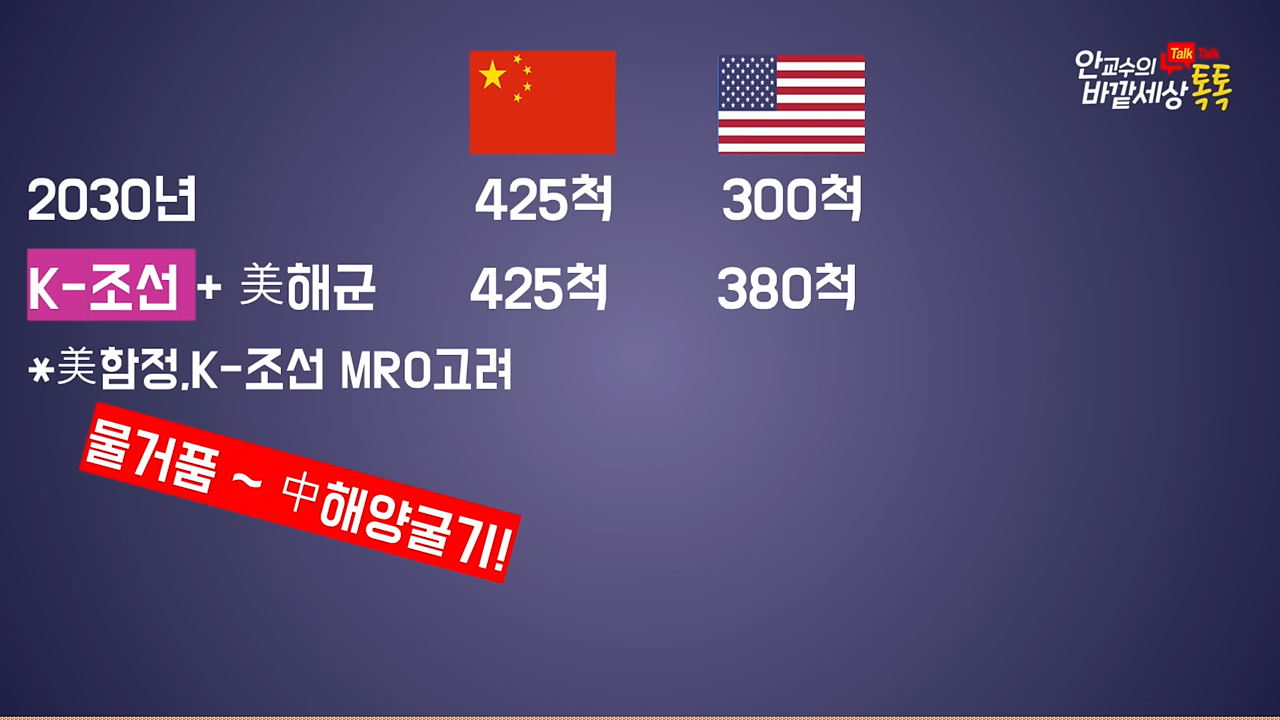 안교수의 Talk Talk
바깥세상 톡톡
2030년 425척 300척
K-조선 + 美해군 425척 380척
*美함정,K-조선 MRO고려
물거품 ~ 中해양굴기!